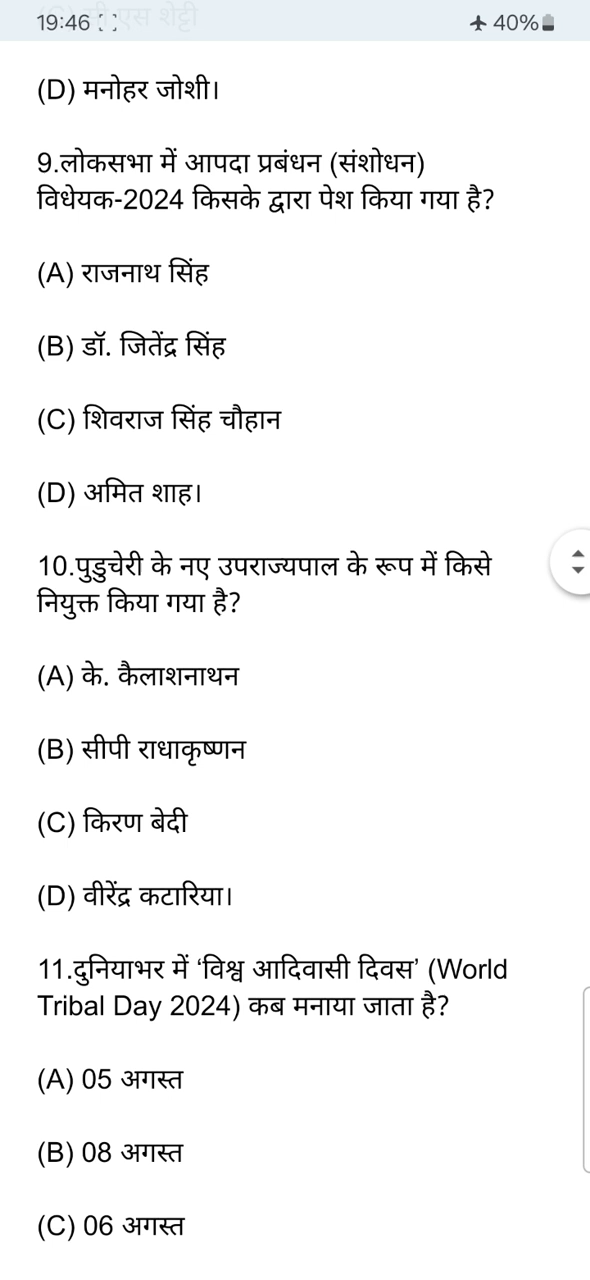 19:46
40%
(D) मनोहर जोशी।
9.लोकसभा में आपदा प्रबंधन (संशोधन)
विधेयक-2024 किसके द्वारा पेश किया गया है?
(A) राजनाथ सिंह
(B) डॉ. जितेंद्र सिंह
(C) शिवराज सिंह चौहान
(D) अमित शाह।
10.पुडुचेरी के नए उपराज्यपाल के रूप में किसे
नियुक्त किया गया है?
(A) के. कैलाशनाथन
(B) सीपी राधाकृष्णन
(C) किरण बेदी
(D) वीरेंद्र कटारिया।
11.दुनियाभर में ‘विश्व आदिवासी दिवस’ (World
Tribal Day 2024) कब मनाया जाता है?
(A) 05 अगस्त
(B) 08 अगस्त
(C) 06 अगस्त